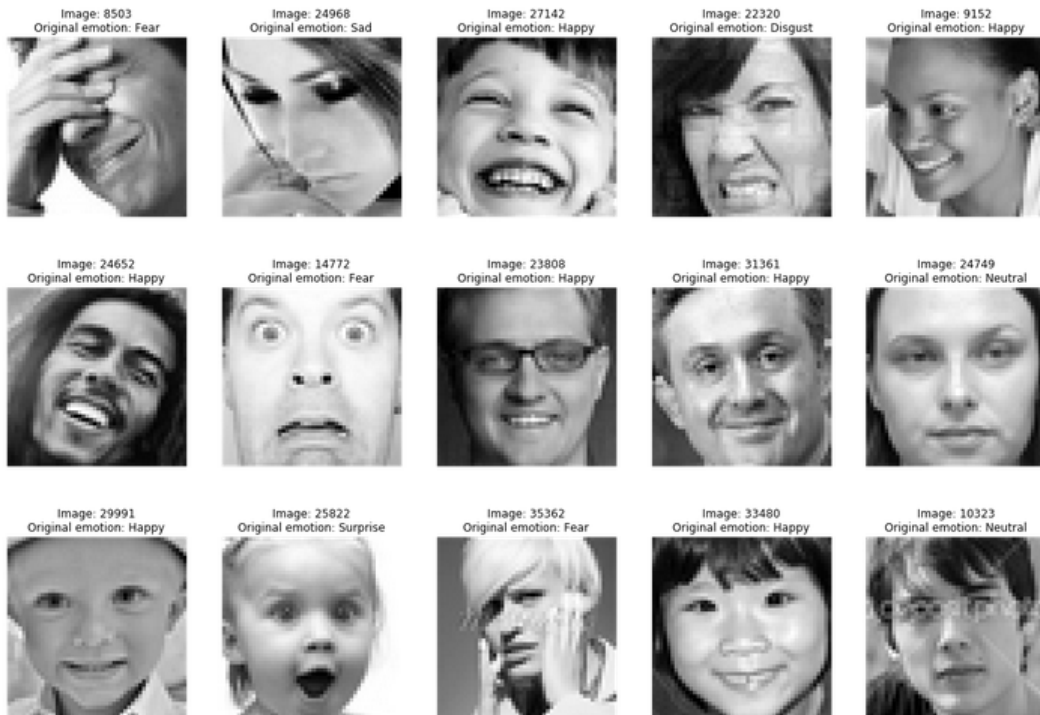 Image: 8503
Original emotion: Fear
Image: 24968
Original emotion: Sad
Image: 27142
Original emotion: Happy
Image: 22320
Original emotion: Disgust
Image: 9152
Original emotion: Happy
Image: 24652
Original emotion: Happy
Image: 14772
Original emotion: Fear
Image: 23808
Original emotion: Happy
Image: 31361
Original emotion: Happy
Image: 24749
Original emotion: Neutral
Image: 29991
Original emotion: Happy
Image: 25822
Original emotion: Surprise
Image: 35362
Original emotion: Fear
Image: 33480
Original emotion: Happy
Image: 10323
Original emotion: Neutral